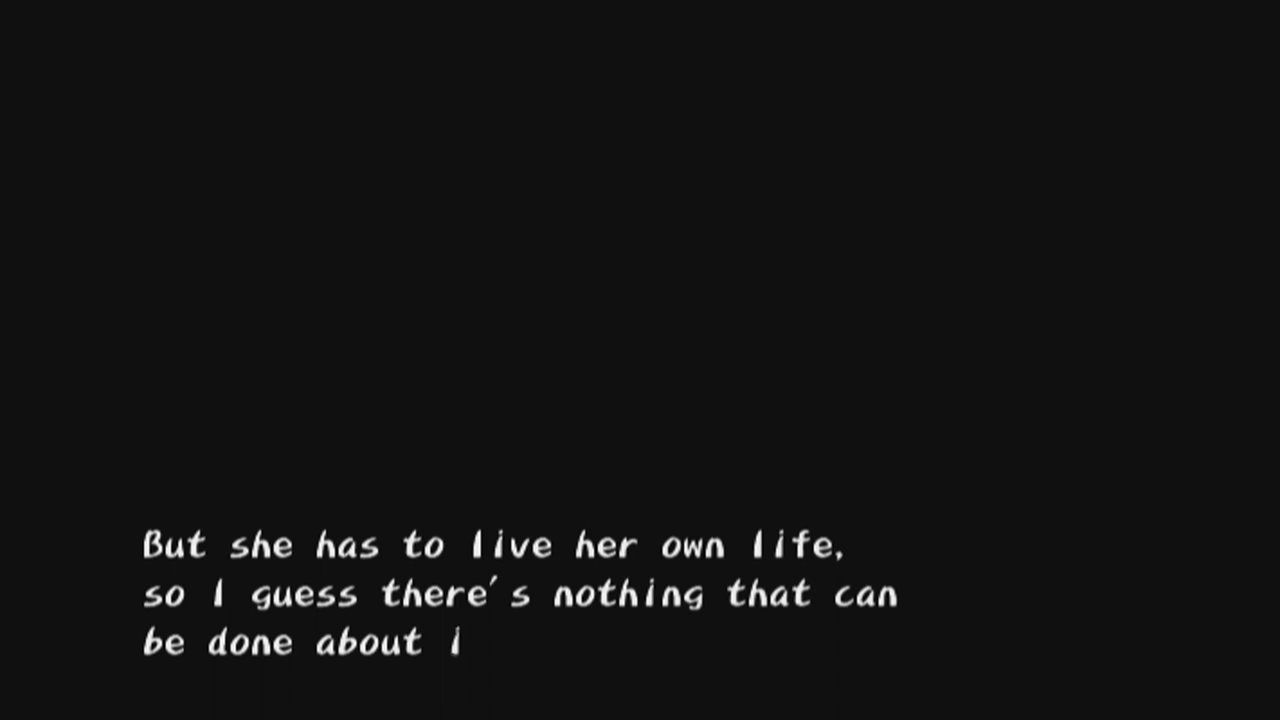 But she has to live her own life,
so I guess there's nothing that can
be done about i